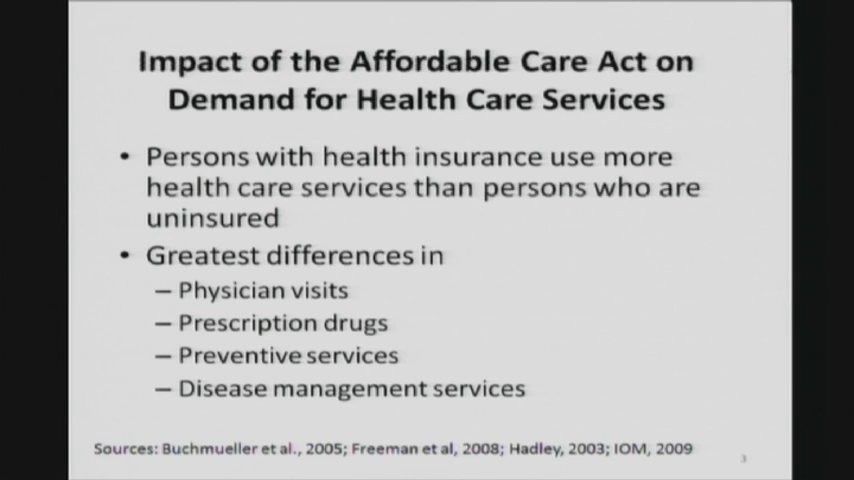 Impact of the Affordable Care Act on
Demand for Health Care Services
• Persons with health insurance use more
health care services than persons who are
uninsured
• Greatest differences in
– Physician visits
– Prescription drugs
– Preventive services
– Disease management services
Sources: Buchmueller et al., 2005; Freeman et al, 2008; Hadley, 2003; IOM, 2009
3